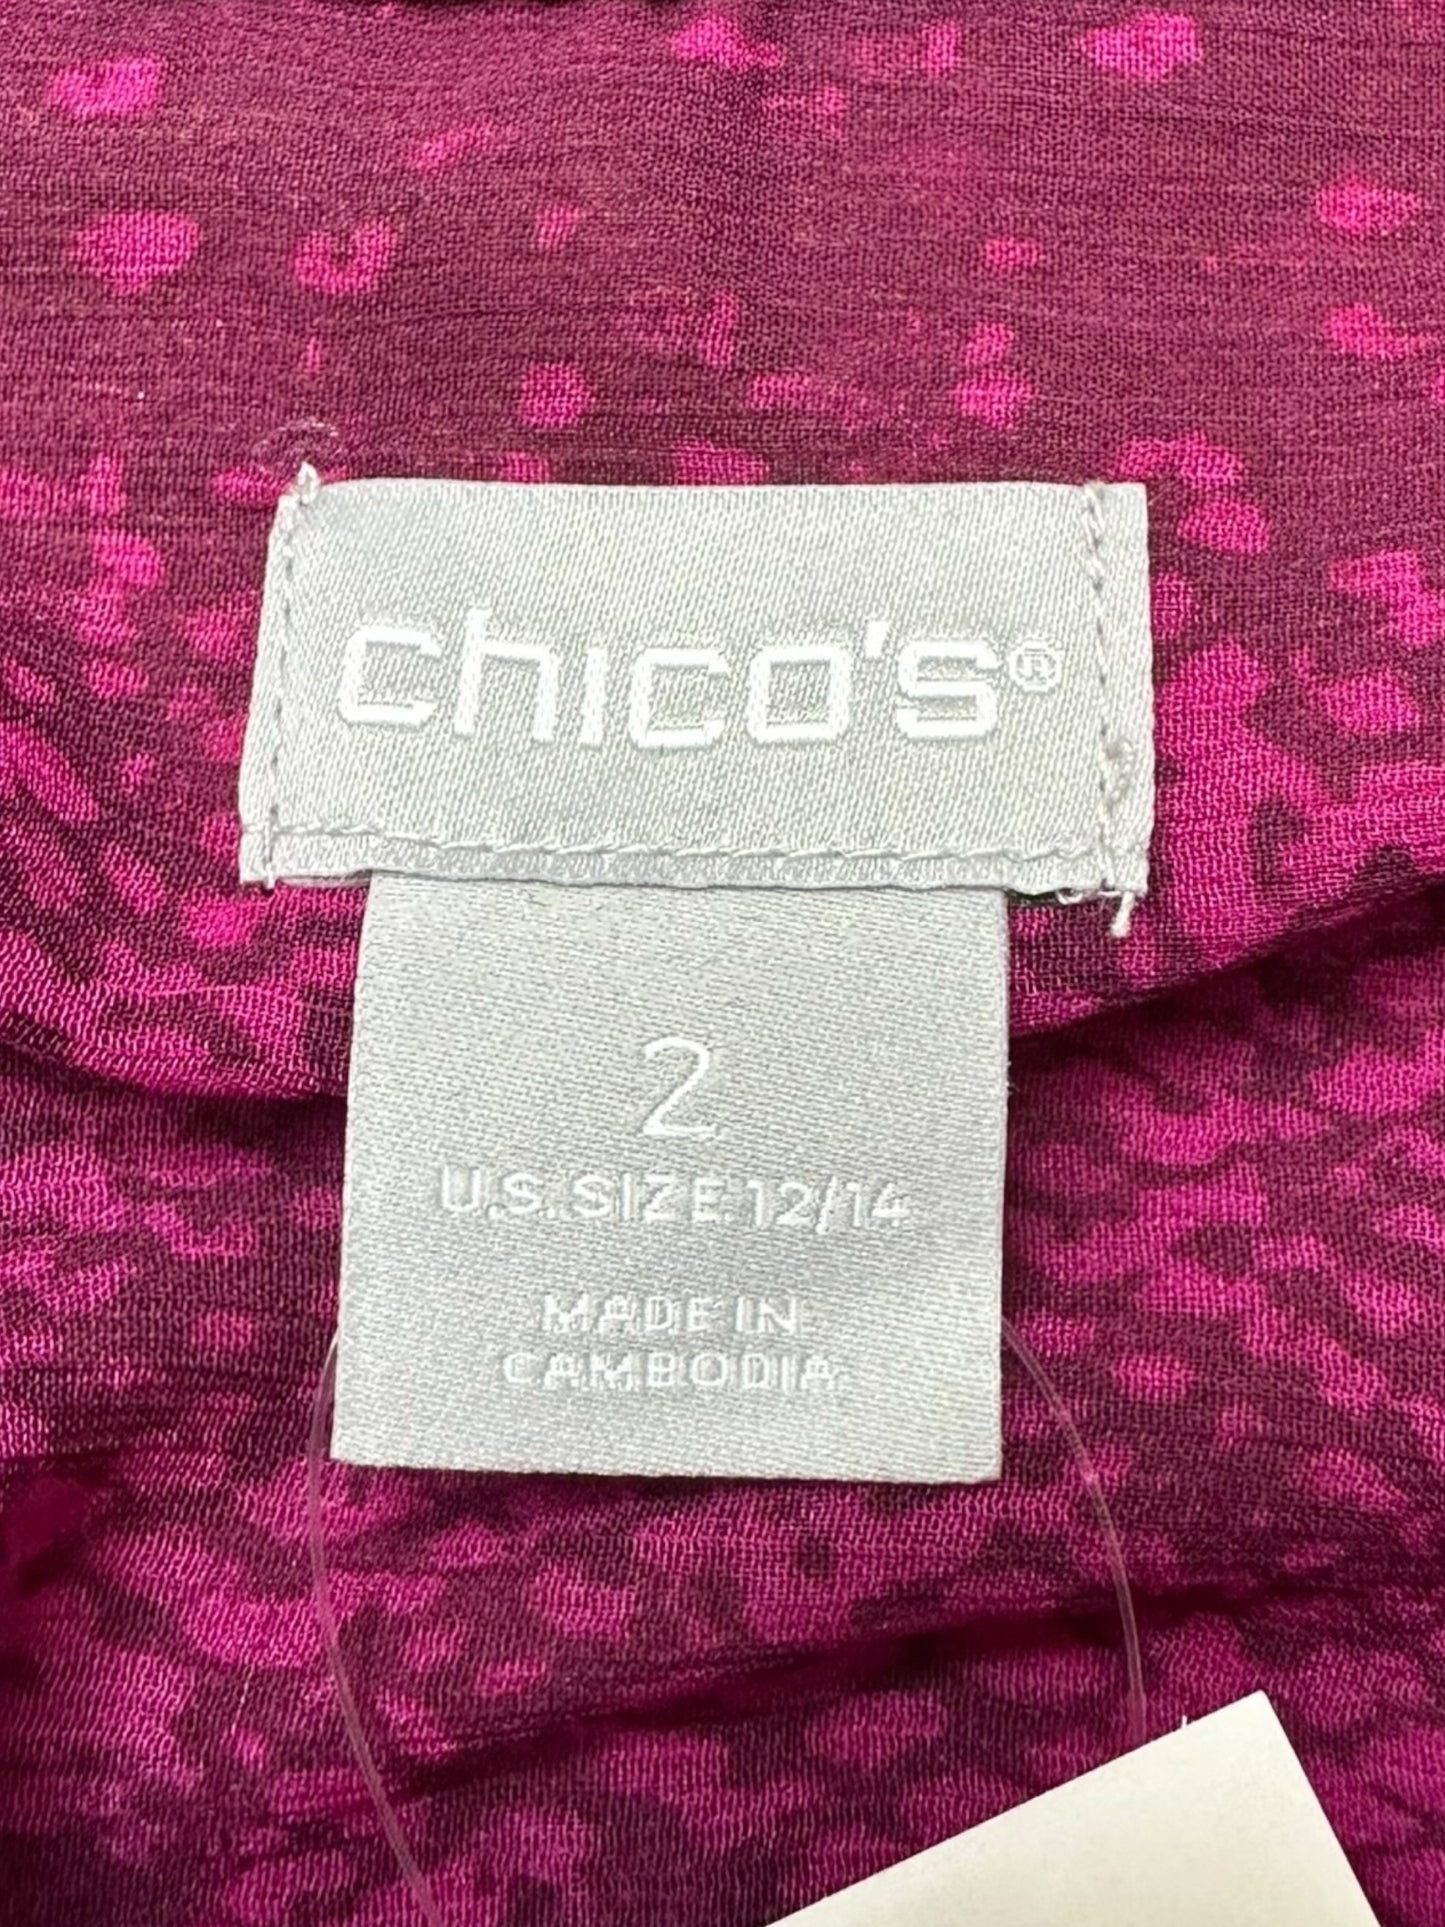 chico's®
2
U.S. SIZE 12/14
MADE IN
CAMBODIA